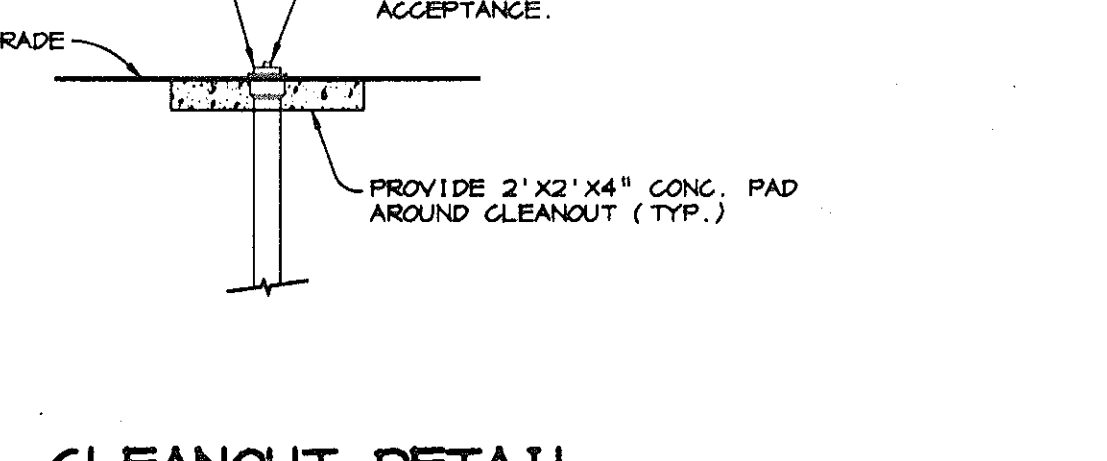 ACCEPTANCE.
RADE
PROVIDE 2'X2'X4" CONC. PAD
AROUND CLEANOUT (TYP.)
CLEANOUT DETAIL